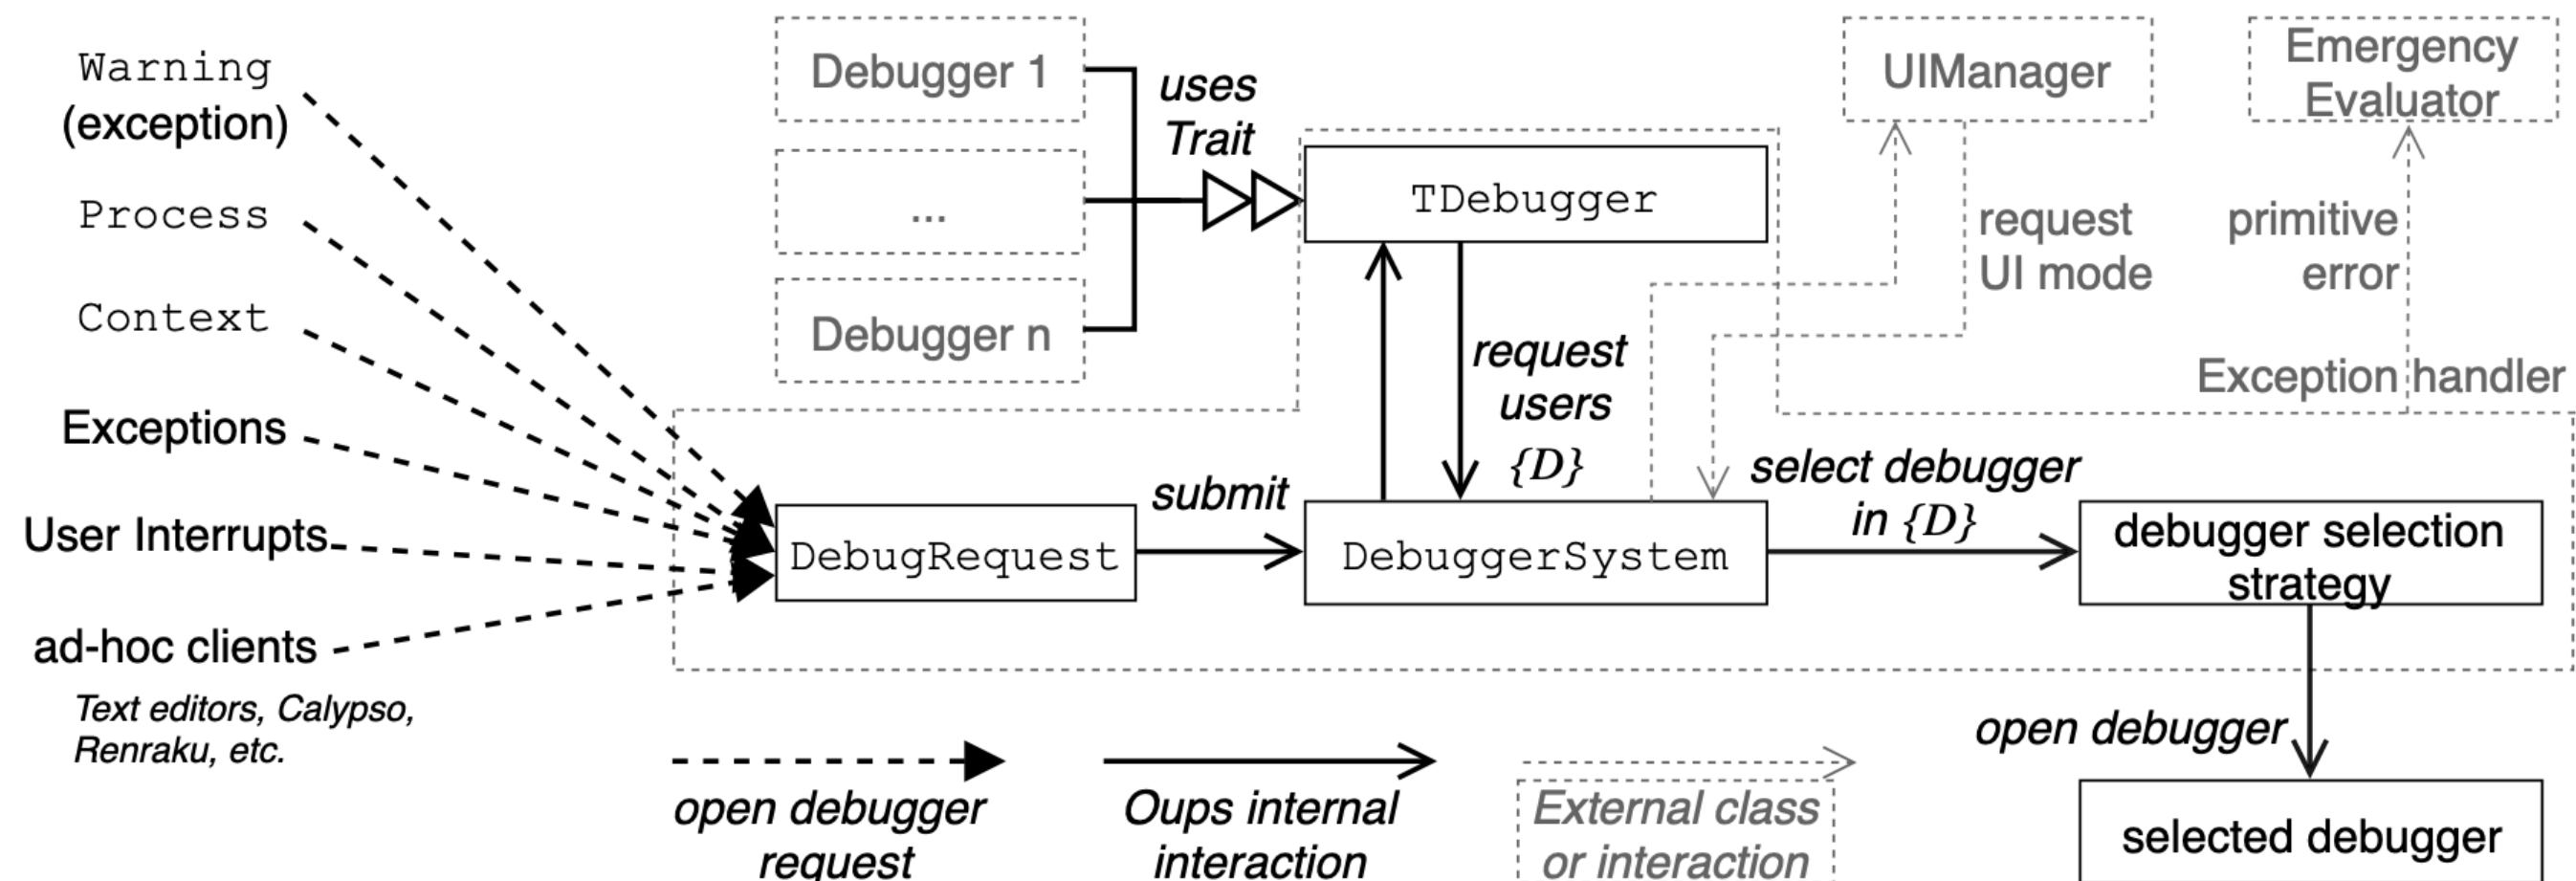 Warning
(exception)
Process
Context
Exceptions
User Interrupts
ad-hoc clients
Text editors, Calypso,
Renraku, etc.
Debugger 1
...
Debugger n
uses
Trait
TDebugger
UIManager
Emergency
Evaluator
request
UI mode
primitive
error
Exception handler
request
users
{D}
DebugRequest
submit
DebuggerSystem
select debugger
in {D}
debugger selection
strategy
open debugger
selected debugger
open debugger
request
Oups internal
interaction
External class
or interaction